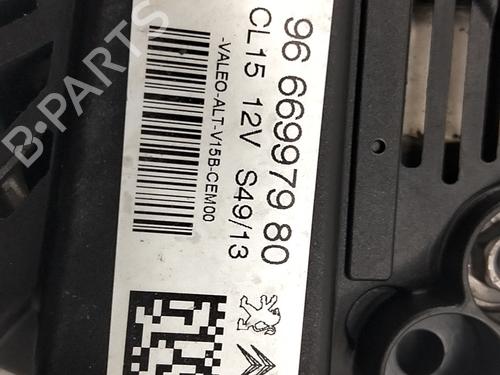 96 669979 80
CL15 12V S49/13
-VALEO-ALT-V15B-CEM00
B-PARTS